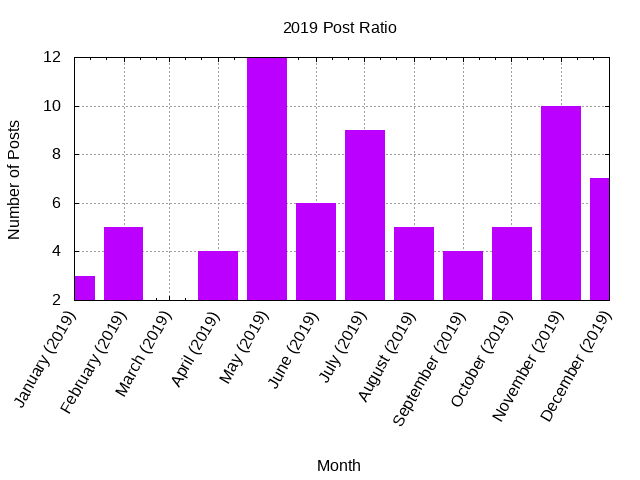 2019 Post Ratio
12
10
8
6
4
2
Number of Posts
January (2019)
February (2019)
March (2019)
April (2019)
May (2019)
June (2019)
July (2019)
August (2019)
September (2019)
October (2019)
November (2019)
December (2019)
Month